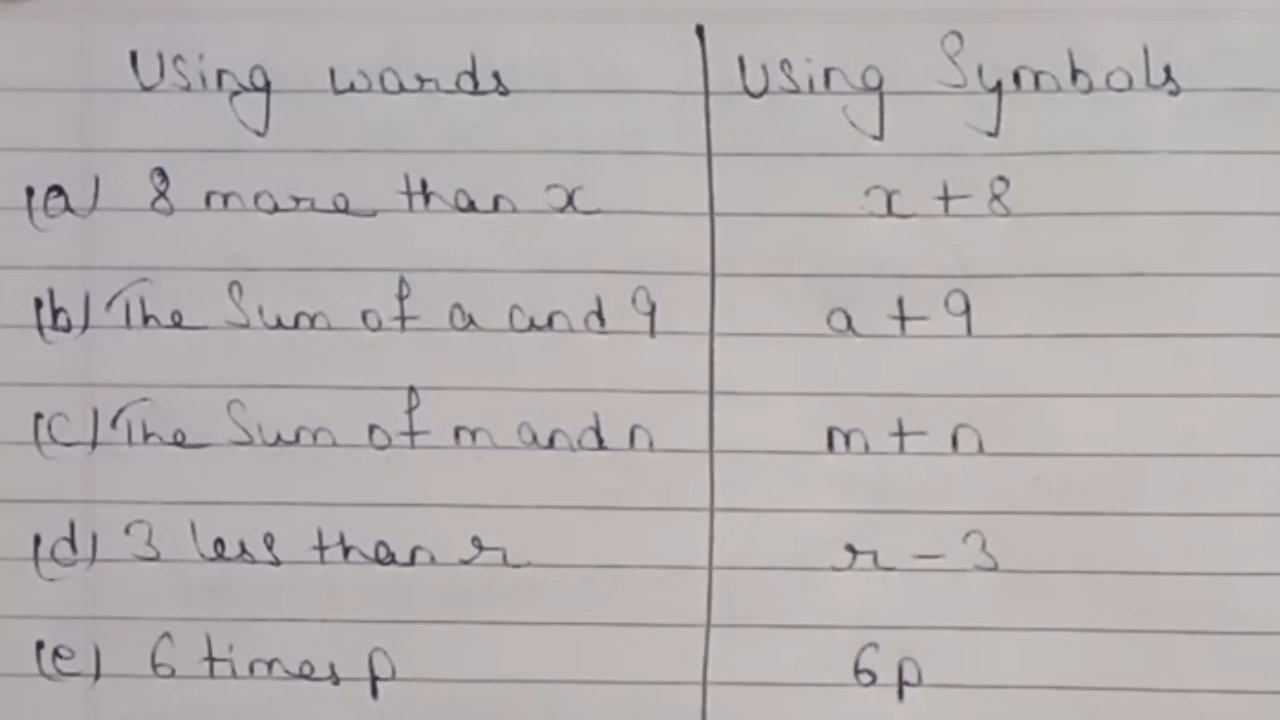 Using words Using Symbols
(a) 8 more than x x + 8
(b) The Sum of a and 9 a + 9
(c) The Sum of m and n m + n
(d) 3 less than r r - 3
(e) 6 times p 6p